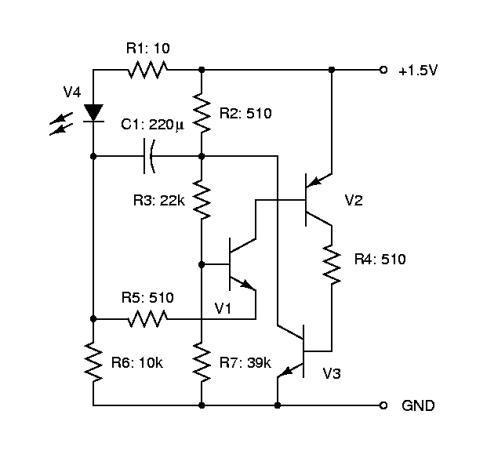 R1: 10
+1.5V
V4
R2: 510
C1: 220µ
R3: 22k
V2
R4: 510
R5: 510
V1
R6: 10k
R7: 39k
V3
GND